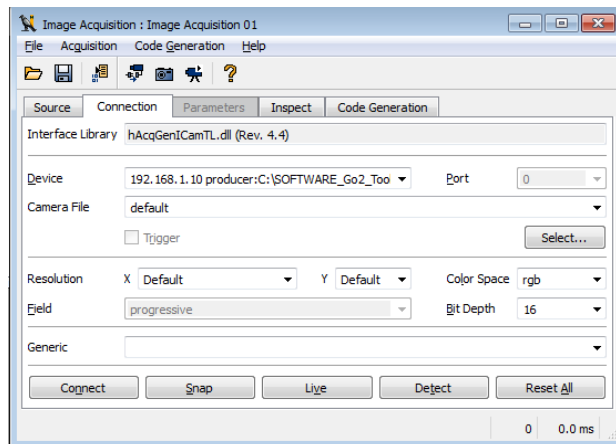 Image Acquisition : Image Acquisition 01
File Acquisition Code Generation Help
Source Connection Parameters Inspect Code Generation
Interface Library hAcqGenICamTL.dll (Rev. 4.4)
Device 192.168.1.10 producer:C:\SOFTWARE_Go2_Too Port 0
Camera File default
Trigger Select...
Resolution X Default Y Default Color Space rgb
Field progressive Bit Depth 16
Generic
Connect Snap Live Detect Reset All
0 0.0 ms